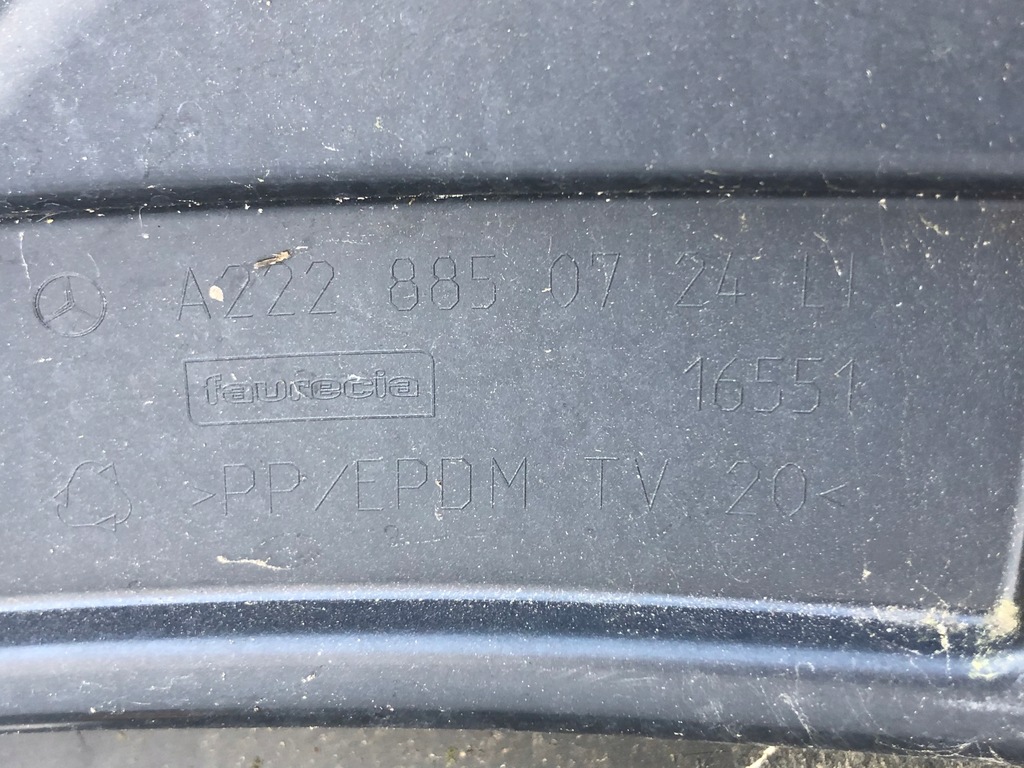 A222 885 07 24 LI
faurecia 16551
>PP/EPDM TV 20<